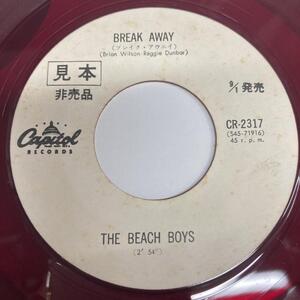 BREAK AWAY
(ブレイク・アウェイ)
(Brian Wilson-Reggie Dunbar)
見本
非売品
9/1 発売
Capitol
RECORDS
CR-2317
(S45-71916)
45 r.p.m.
THE BEACH BOYS
(2' 54")